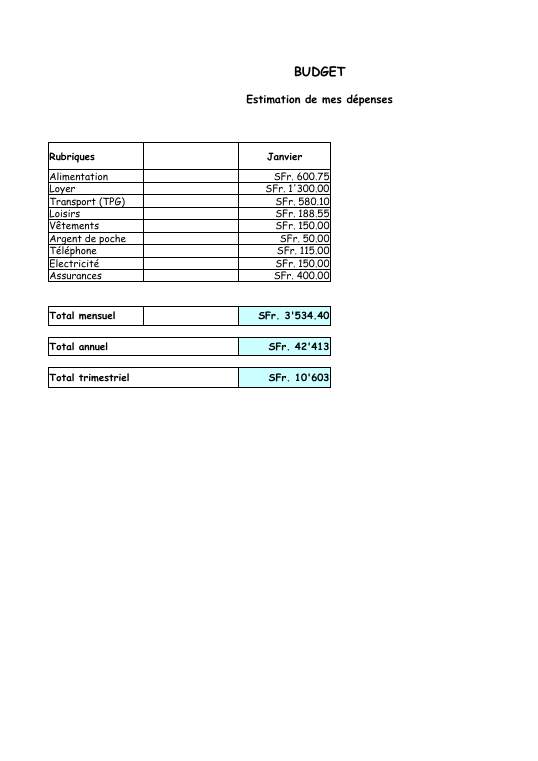 BUDGET
Estimation de mes dépenses
Rubriques Janvier
Alimentation SFr. 600.75
Loyer SFr. 1'300.00
Transport (TPG) SFr. 580.10
Loisirs SFr. 188.55
Vêtements SFr. 150.00
Argent de poche SFr. 50.00
Téléphone SFr. 115.00
Electricité SFr. 150.00
Assurances SFr. 400.00
Total mensuel SFr. 3'534.40
Total annuel SFr. 42'413
Total trimestriel SFr. 10'603